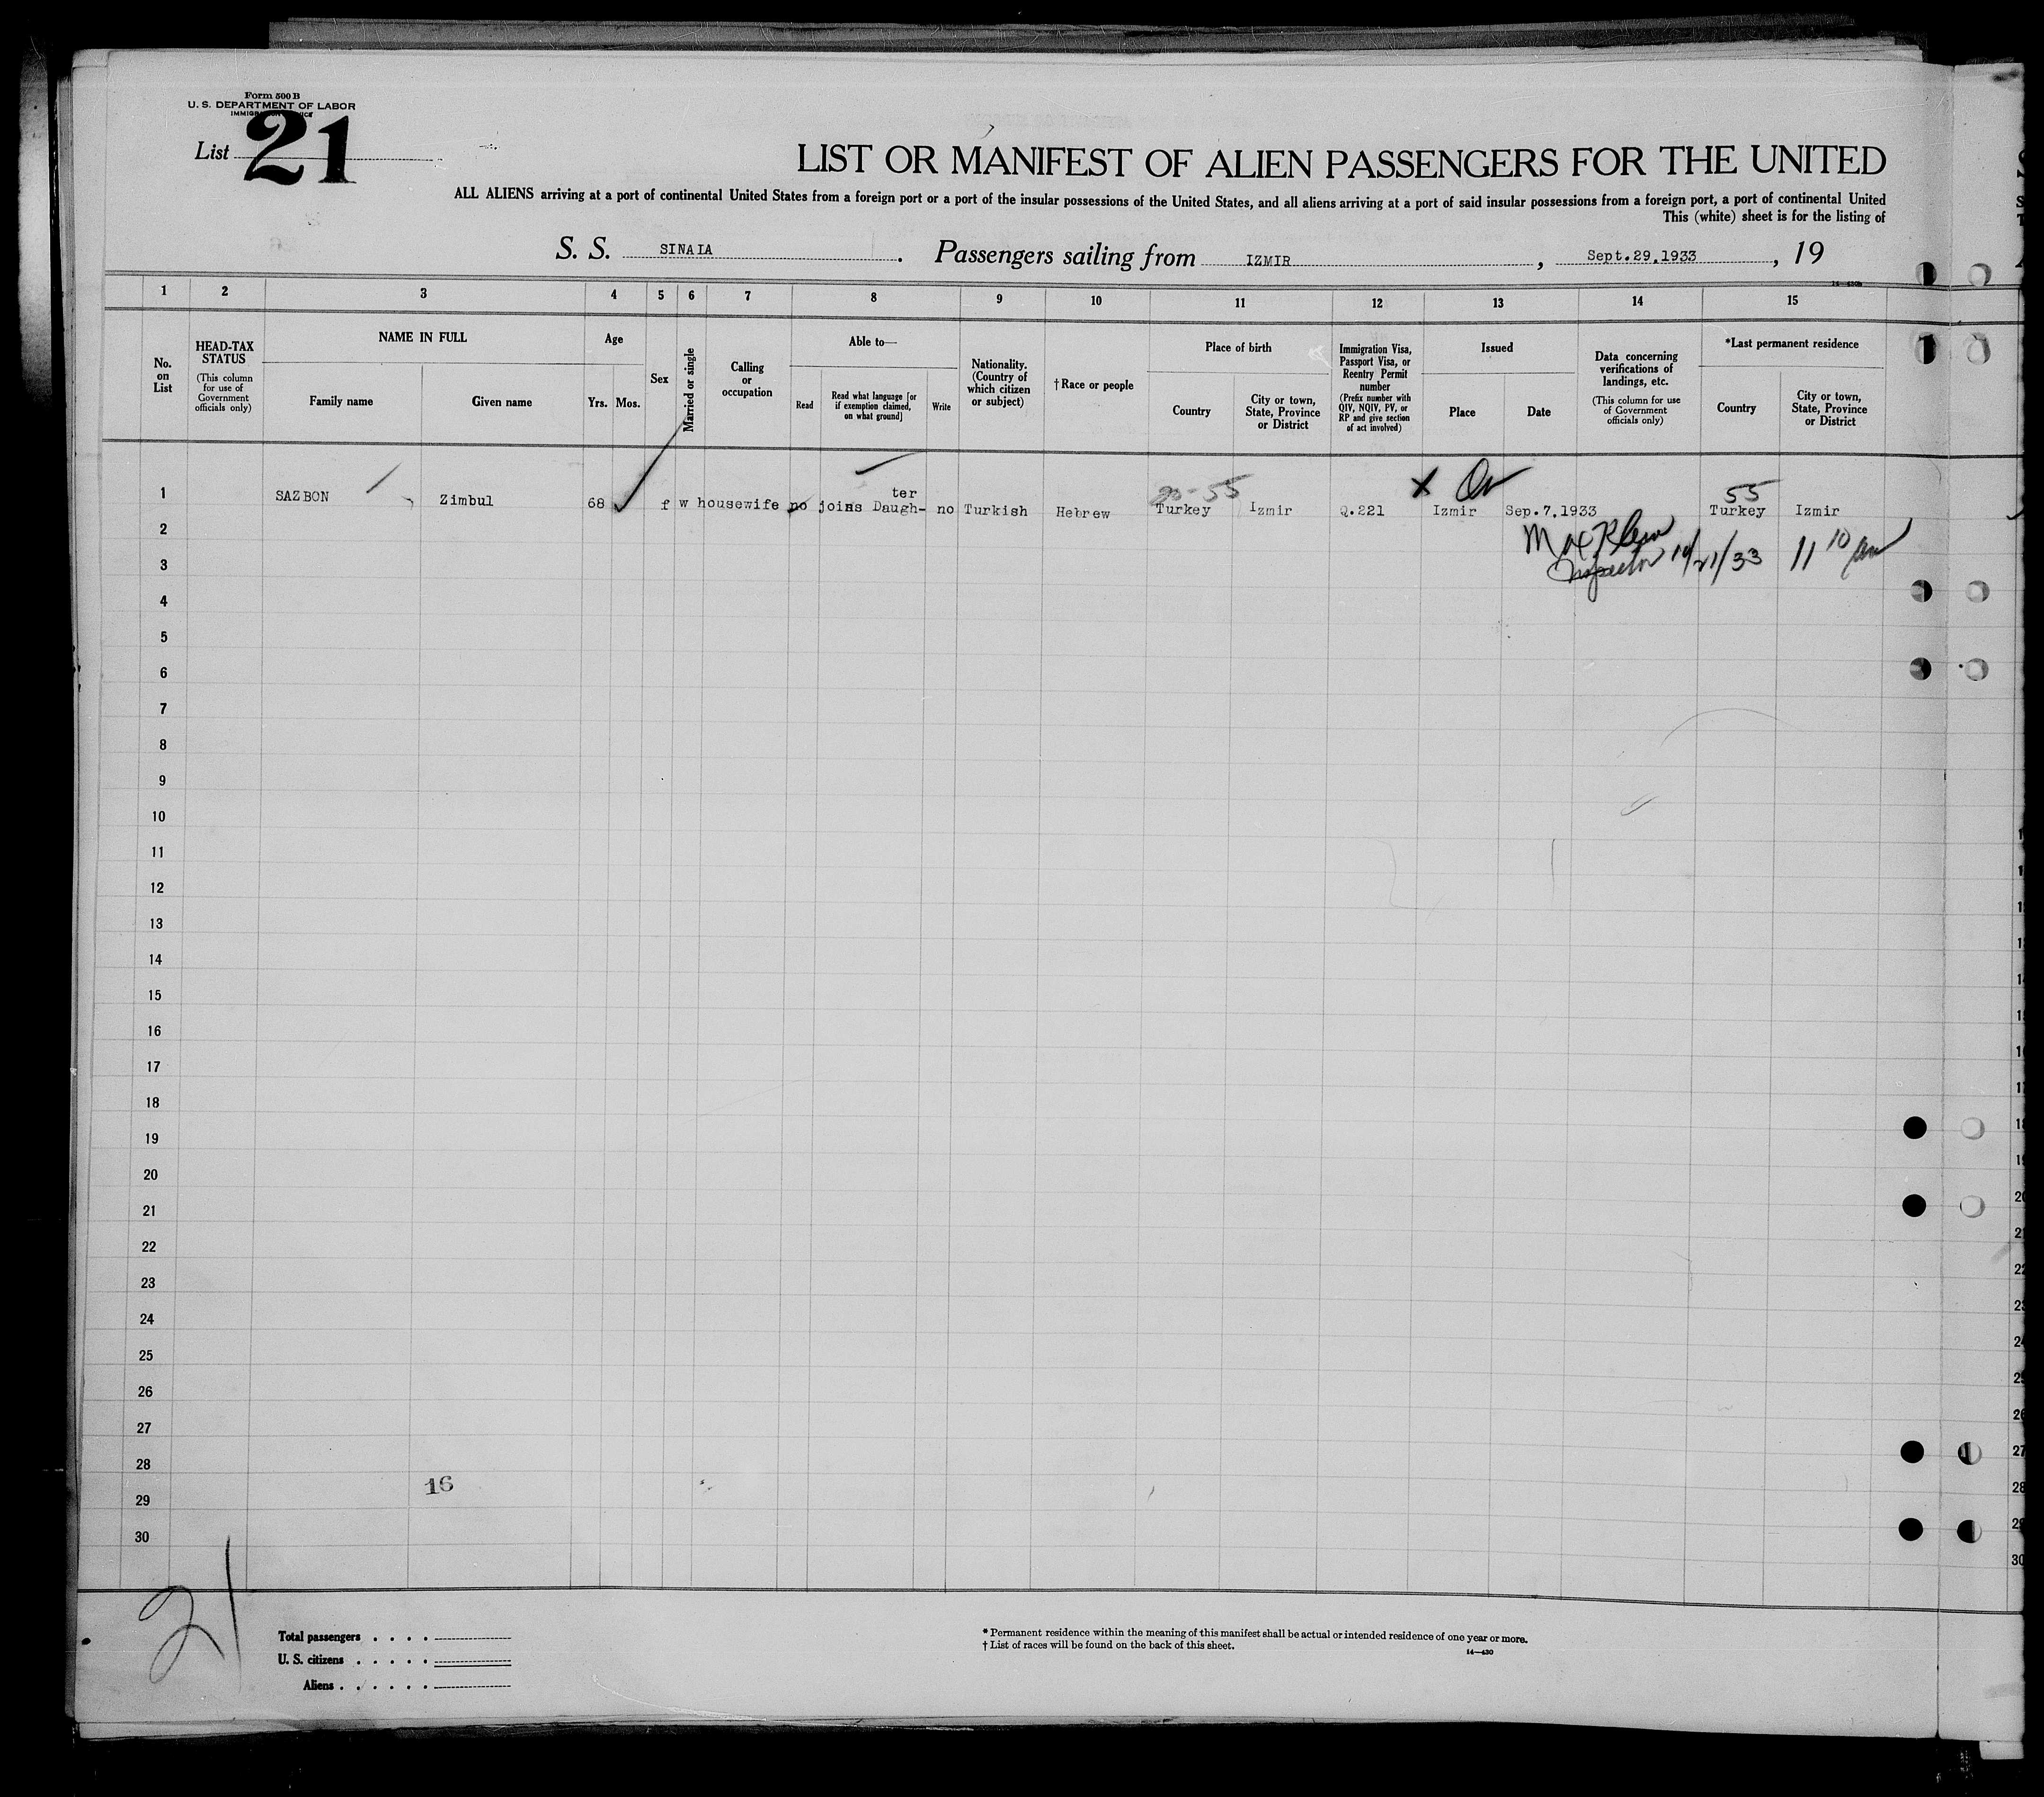 Form 500 B
U. S. DEPARTMENT OF LABOR
List 21
LIST OR MANIFEST OF ALIEN PASSENGERS FOR THE UNITED
ALL ALIENS arriving at a port of continental United States from a foreign port or a port of the insular possessions of the United States, and all aliens arriving at a port of said insular possessions from a foreign port, a port of continental United
This (white) sheet is for the listing of
S. S. SINAIA . Passengers sailing from IZMIR , Sept.29,1933 , 19
1 2 3 4 5 6 7 8 9 10 11 12 13 14 15
No. on List
HEAD-TAX STATUS (This column for use of Government officials only)
NAME IN FULL
Family name
Given name
Age
Yrs. Mos.
Sex
Married or single
Calling or occupation
Able to—
Read
Read what language [or if exemption claimed, on what ground]
Write
Nationality. (Country of which citizen or subject)
† Race or people
Place of birth
Country
City or town, State, Province or District
Immigration Visa, Passport Visa, or Reentry Permit number (Prefix number with QIV, NQIV, PV, or RP and give section of act involved)
Issued
Place
Date
Data concerning verifications of landings, etc. (This column for use of Government officials only)
*Last permanent residence
Country
City or town, State, Province or District
55
ter
1 SAZBON Zimbul 68 f w housewife no joins Daugh- no Turkish Hebrew Turkey Izmir Q.221 Izmir Sep.7,1933 Turkey Izmir
Max Klein
Inspector 10/21/33 11 10 am
2
3
4
5
6
7
8
9
10
11
12
13
14
15
16
17
18
19
20
21
22
23
24
25
26
27
28
16
29
30
21
Total passengers
U. S. citizens
Aliens
* Permanent residence within the meaning of this manifest shall be actual or intended residence of one year or more.
† List of races will be found on the back of this sheet.
14—430